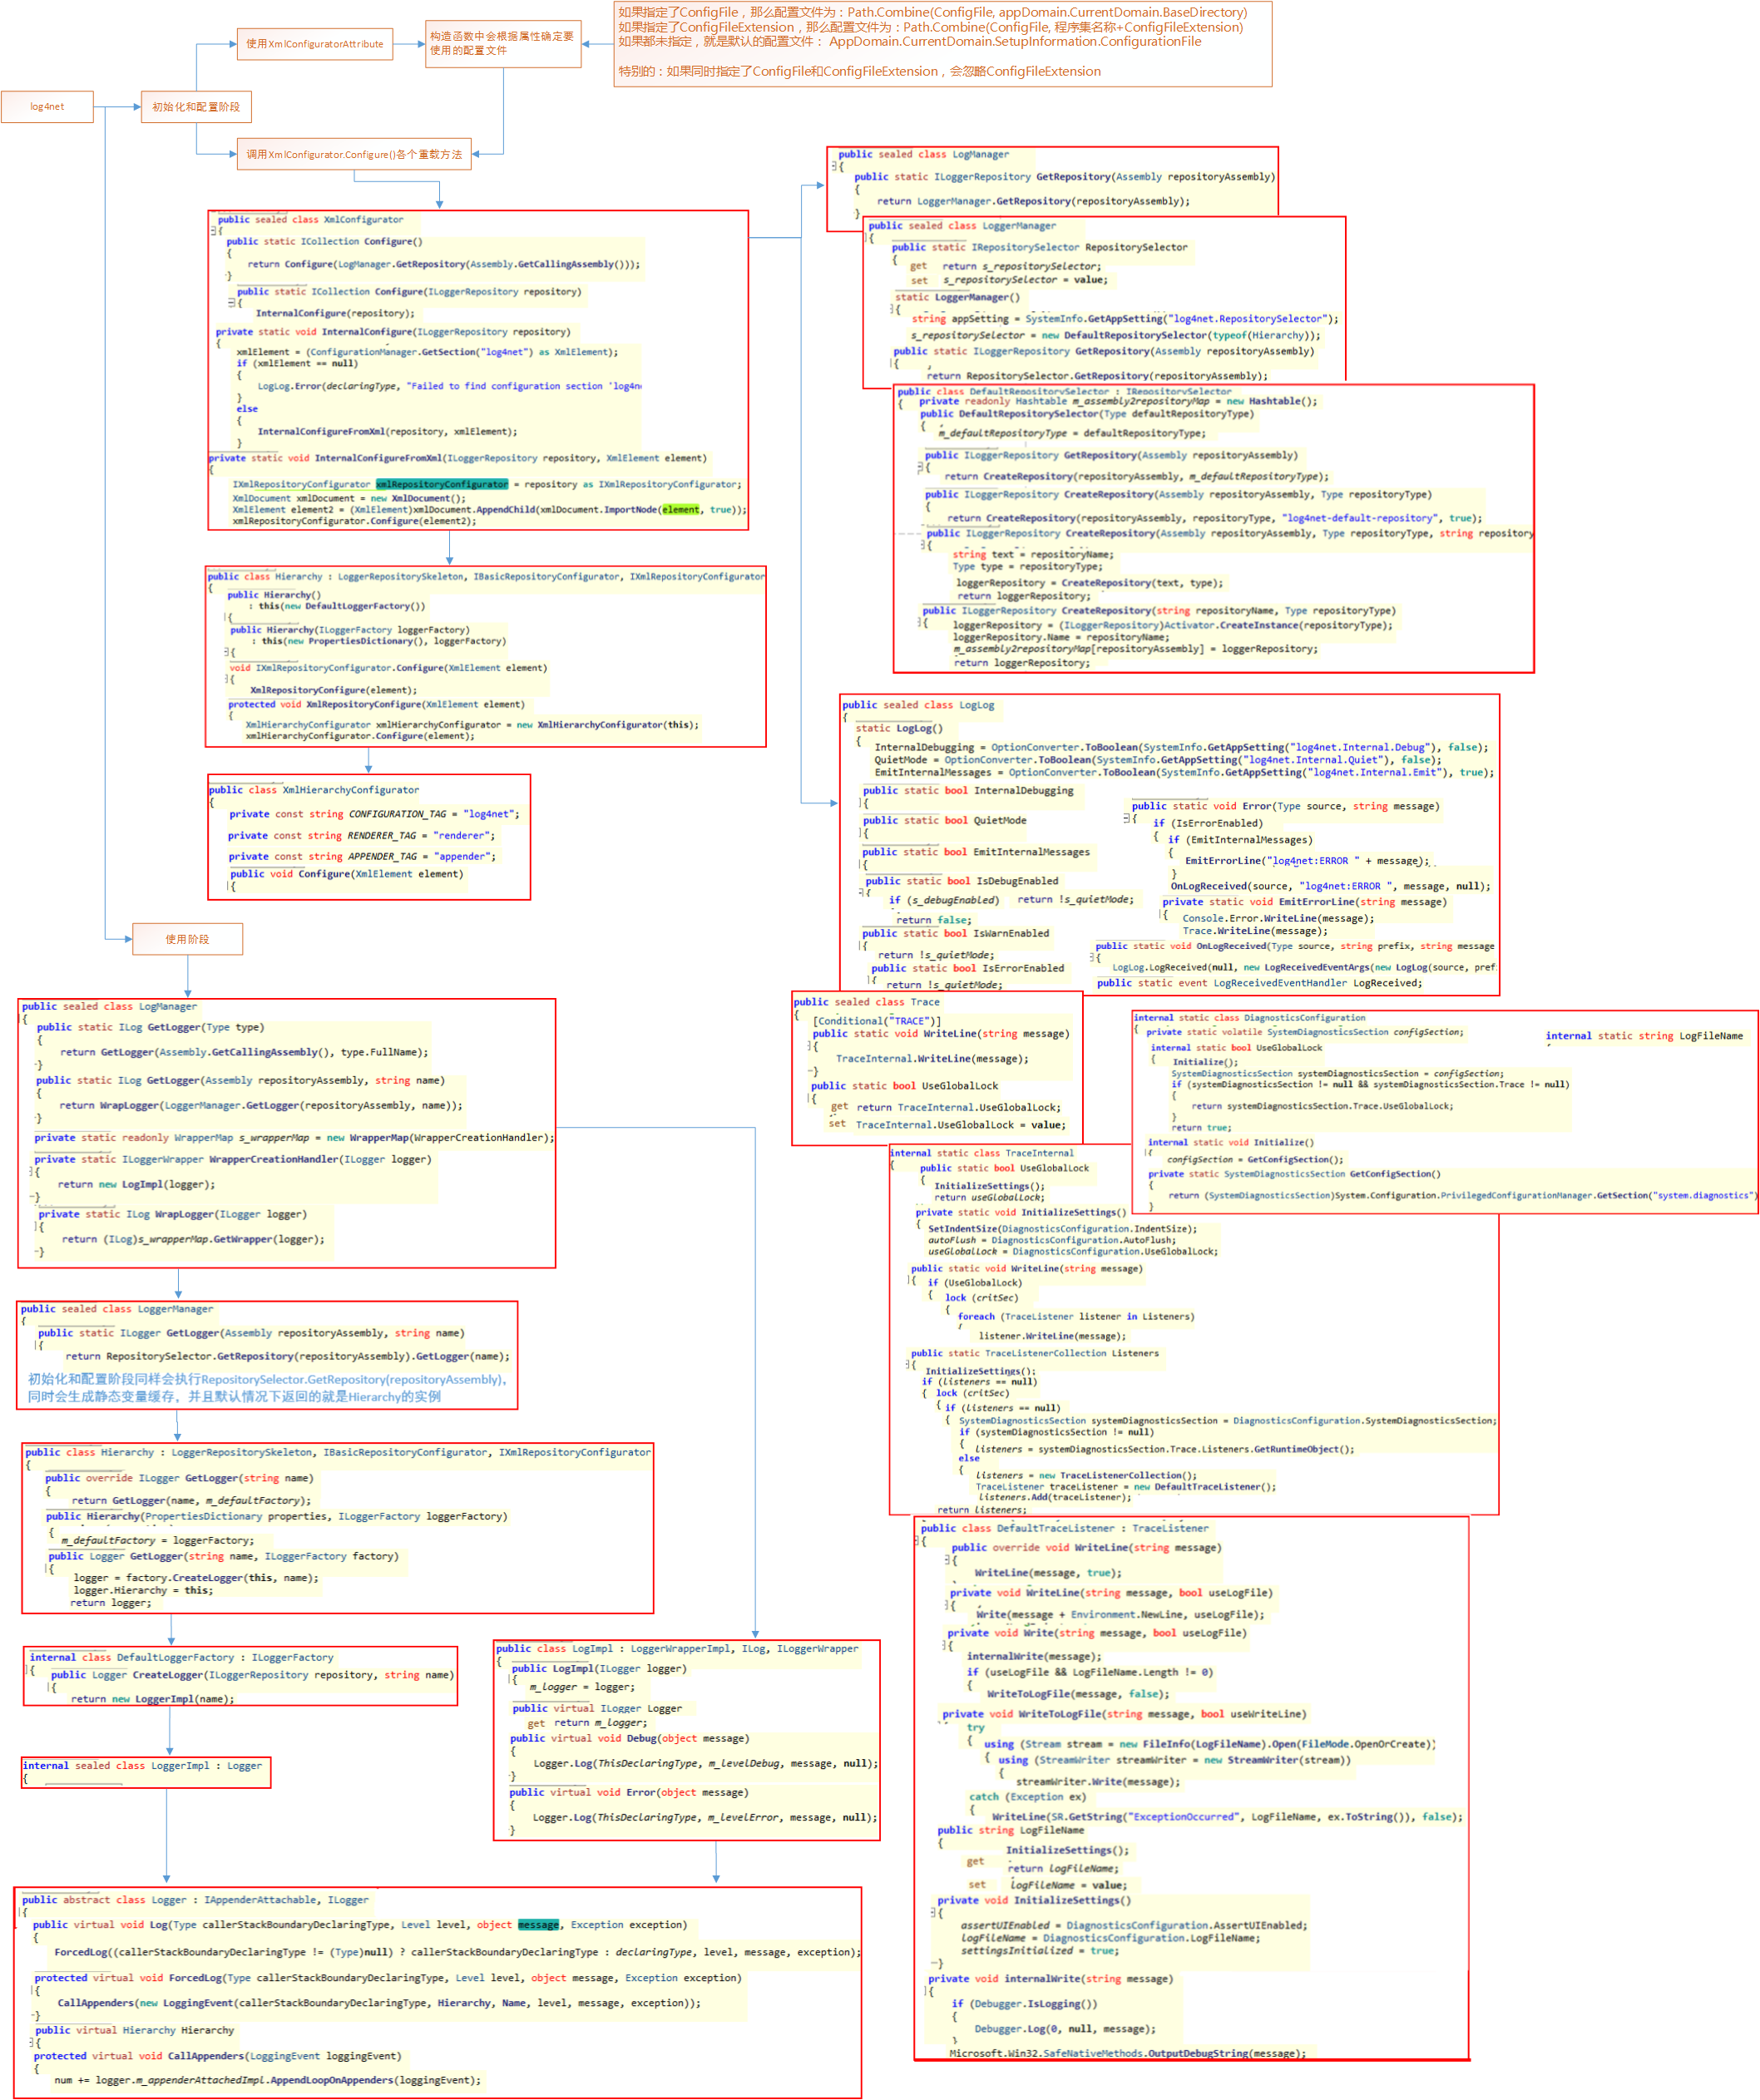 如果指定了ConfigFile，那么配置文件为：Path.Combine(ConfigFile, appDomain.CurrentDomain.BaseDirectory)
如果指定了ConfigFileExtension，那么配置文件为：Path.Combine(ConfigFile, 程序集名称+ConfigFileExtension)
如果都未指定，就是默认的配置文件： AppDomain.CurrentDomain.SetupInformation.ConfigurationFile
特别的：如果同时指定了ConfigFile和ConfigFileExtension，会忽略ConfigFileExtension
使用XmlConfiguratorAttribute
构造函数中会根据属性确定要
使用的配置文件
log4net
初始化和配置阶段
调用XmlConfigurator.Configure()各个重载方法
public sealed class XmlConfigurator
{
public static ICollection Configure()
{
return Configure(LogManager.GetRepository(Assembly.GetCallingAssembly()));
}
public static ICollection Configure(ILoggerRepository repository)
{
InternalConfigure(repository);
private static void InternalConfigure(ILoggerRepository repository)
{
xmlElement = (ConfigurationManager.GetSection("log4net") as XmlElement);
if (xmlElement == null)
{
LogLog.Error(declaringType, "Failed to find configuration section 'log4ne
}
else
{
InternalConfigureFromXml(repository, xmlElement);
}
private static void InternalConfigureFromXml(ILoggerRepository repository, XmlElement element)
{
IXmlRepositoryConfigurator xmlRepositoryConfigurator = repository as IXmlRepositoryConfigurator;
XmlDocument xmlDocument = new XmlDocument();
XmlElement element2 = (XmlElement)xmlDocument.AppendChild(xmlDocument.ImportNode(element, true));
xmlRepositoryConfigurator.Configure(element2);
public class Hierarchy : LoggerRepositorySkeleton, IBasicRepositoryConfigurator, IXmlRepositoryConfigurator
{
public Hierarchy()
: this(new DefaultLoggerFactory())
{
public Hierarchy(ILoggerFactory loggerFactory)
: this(new PropertiesDictionary(), loggerFactory)
{
void IXmlRepositoryConfigurator.Configure(XmlElement element)
{
XmlRepositoryConfigure(element);
protected void XmlRepositoryConfigure(XmlElement element)
{
XmlHierarchyConfigurator xmlHierarchyConfigurator = new XmlHierarchyConfigurator(this);
xmlHierarchyConfigurator.Configure(element);
public class XmlHierarchyConfigurator
{
private const string CONFIGURATION_TAG = "log4net";
private const string RENDERER_TAG = "renderer";
private const string APPENDER_TAG = "appender";
public void Configure(XmlElement element)
{
public sealed class LogManager
{
public static ILoggerRepository GetRepository(Assembly repositoryAssembly)
{
return LoggerManager.GetRepository(repositoryAssembly);
}
public sealed class LoggerManager
{
public static IRepositorySelector RepositorySelector
{
get return s_repositorySelector;
set s_repositorySelector = value;
static LoggerManager()
{
string appSetting = SystemInfo.GetAppSetting("log4net.RepositorySelector");
s_repositorySelector = new DefaultRepositorySelector(typeof(Hierarchy));
public static ILoggerRepository GetRepository(Assembly repositoryAssembly)
{
return RepositorySelector.GetRepository(repositoryAssembly);
public class DefaultRepositorySelector : IRepositorySelector
{ private readonly Hashtable m_assembly2repositoryMap = new Hashtable();
public DefaultRepositorySelector(Type defaultRepositoryType)
{
m_defaultRepositoryType = defaultRepositoryType;
public ILoggerRepository GetRepository(Assembly repositoryAssembly)
{
return CreateRepository(repositoryAssembly, m_defaultRepositoryType);
public ILoggerRepository CreateRepository(Assembly repositoryAssembly, Type repositoryType)
{
return CreateRepository(repositoryAssembly, repositoryType, "log4net-default-repository", true);
public ILoggerRepository CreateRepository(Assembly repositoryAssembly, Type repositoryType, string repository
{
string text = repositoryName;
Type type = repositoryType;
loggerRepository = CreateRepository(text, type);
return loggerRepository;
public ILoggerRepository CreateRepository(string repositoryName, Type repositoryType)
{ loggerRepository = (ILoggerRepository)Activator.CreateInstance(repositoryType);
loggerRepository.Name = repositoryName;
m_assembly2repositoryMap[repositoryAssembly] = loggerRepository;
return loggerRepository;
public sealed class LogLog
{
static LogLog()
{
InternalDebugging = OptionConverter.ToBoolean(SystemInfo.GetAppSetting("log4net.Internal.Debug"), false);
QuietMode = OptionConverter.ToBoolean(SystemInfo.GetAppSetting("log4net.Internal.Quiet"), false);
EmitInternalMessages = OptionConverter.ToBoolean(SystemInfo.GetAppSetting("log4net.Internal.Emit"), true);
public static bool InternalDebugging
{
public static bool QuietMode
{
public static bool EmitInternalMessages
{
public static bool IsDebugEnabled
{
if (s_debugEnabled) return !s_quietMode;
return false;
public static bool IsWarnEnabled
{
return !s_quietMode;
public static bool IsErrorEnabled
{
return !s_quietMode;
public static void Error(Type source, string message)
{
if (IsErrorEnabled)
{ if (EmitInternalMessages)
{
EmitErrorLine("log4net:ERROR " + message);
}
OnLogReceived(source, "log4net:ERROR ", message, null);
private static void EmitErrorLine(string message)
{ Console.Error.WriteLine(message);
Trace.WriteLine(message);
public static void OnLogReceived(Type source, string prefix, string message
{
LogLog.LogReceived(null, new LogReceivedEventArgs(new LogLog(source, prefi
public static event LogReceivedEventHandler LogReceived;
public sealed class Trace
{
[Conditional("TRACE")]
public static void WriteLine(string message)
{
TraceInternal.WriteLine(message);
}
public static bool UseGlobalLock
{
get return TraceInternal.UseGlobalLock;
set TraceInternal.UseGlobalLock = value;
internal static class DiagnosticsConfiguration
{ private static volatile SystemDiagnosticsSection configSection;
internal static bool UseGlobalLock
{ Initialize();
SystemDiagnosticsSection systemDiagnosticsSection = configSection;
if (systemDiagnosticsSection != null && systemDiagnosticsSection.Trace != null)
{
return systemDiagnosticsSection.Trace.UseGlobalLock;
}
return true;
internal static void Initialize()
{
configSection = GetConfigSection();
private static SystemDiagnosticsSection GetConfigSection()
{
return (SystemDiagnosticsSection)System.Configuration.PrivilegedConfigurationManager.GetSection("system.diagnostics")
}
internal static string LogFileName
internal static class TraceInternal
{ public static bool UseGlobalLock
{ InitializeSettings();
return useGlobalLock;
private static void InitializeSettings()
{ SetIndentSize(DiagnosticsConfiguration.IndentSize);
autoFlush = DiagnosticsConfiguration.AutoFlush;
useGlobalLock = DiagnosticsConfiguration.UseGlobalLock;
public static void WriteLine(string message)
{ if (UseGlobalLock)
{ lock (critSec)
{
foreach (TraceListener listener in Listeners)
{
listener.WriteLine(message);
public static TraceListenerCollection Listeners
{
InitializeSettings();
if (listeners == null)
{ lock (critSec)
{ if (listeners == null)
{ SystemDiagnosticsSection systemDiagnosticsSection = DiagnosticsConfiguration.SystemDiagnosticsSection;
if (systemDiagnosticsSection != null)
{ listeners = systemDiagnosticsSection.Trace.Listeners.GetRuntimeObject();
else
{ listeners = new TraceListenerCollection();
TraceListener traceListener = new DefaultTraceListener();
listeners.Add(traceListener);
return listeners;
public class DefaultTraceListener : TraceListener
{
public override void WriteLine(string message)
{
WriteLine(message, true);
private void WriteLine(string message, bool useLogFile)
{
Write(message + Environment.NewLine, useLogFile);
private void Write(string message, bool useLogFile)
{
internalWrite(message);
if (useLogFile && LogFileName.Length != 0)
{
WriteToLogFile(message, false);
private void WriteToLogFile(string message, bool useWriteLine)
try
{ using (Stream stream = new FileInfo(LogFileName).Open(FileMode.OpenOrCreate))
{ using (StreamWriter streamWriter = new StreamWriter(stream))
{
streamWriter.Write(message);
catch (Exception ex)
{
WriteLine(SR.GetString("ExceptionOccurred", LogFileName, ex.ToString()), false);
public string LogFileName
{
InitializeSettings();
get
return logFileName;
set logFileName = value;
private void InitializeSettings()
{
assertUIEnabled = DiagnosticsConfiguration.AssertUIEnabled;
logFileName = DiagnosticsConfiguration.LogFileName;
settingsInitialized = true;
}
private void internalWrite(string message)
{
if (Debugger.IsLogging())
{
Debugger.Log(0, null, message);
}
Microsoft.Win32.SafeNativeMethods.OutputDebugString(message);
使用阶段
public sealed class LogManager
{
public static ILog GetLogger(Type type)
{
return GetLogger(Assembly.GetCallingAssembly(), type.FullName);
}
public static ILog GetLogger(Assembly repositoryAssembly, string name)
{
return WrapLogger(LoggerManager.GetLogger(repositoryAssembly, name));
}
private static readonly WrapperMap s_wrapperMap = new WrapperMap(WrapperCreationHandler);
private static ILoggerWrapper WrapperCreationHandler(ILogger logger)
{
return new LogImpl(logger);
}
private static ILog WrapLogger(ILogger logger)
{
return (ILog)s_wrapperMap.GetWrapper(logger);
}
public sealed class LoggerManager
{
public static ILogger GetLogger(Assembly repositoryAssembly, string name)
{
return RepositorySelector.GetRepository(repositoryAssembly).GetLogger(name);
初始化和配置阶段同样会执行RepositorySelector.GetRepository(repositoryAssembly)，
同时会生成静态变量缓存，并且默认情况下返回的就是Hierarchy的实例
public class Hierarchy : LoggerRepositorySkeleton, IBasicRepositoryConfigurator, IXmlRepositoryConfigurator
{
public override ILogger GetLogger(string name)
{
return GetLogger(name, m_defaultFactory);
public Hierarchy(PropertiesDictionary properties, ILoggerFactory loggerFactory)
{
m_defaultFactory = loggerFactory;
public Logger GetLogger(string name, ILoggerFactory factory)
{
logger = factory.CreateLogger(this, name);
logger.Hierarchy = this;
return logger;
internal class DefaultLoggerFactory : ILoggerFactory
{ public Logger CreateLogger(ILoggerRepository repository, string name)
{
return new LoggerImpl(name);
internal sealed class LoggerImpl : Logger
{
public class LogImpl : LoggerWrapperImpl, ILog, ILoggerWrapper
{
public LogImpl(ILogger logger)
{
m_logger = logger;
public virtual ILogger Logger
get return m_logger;
public virtual void Debug(object message)
{
Logger.Log(ThisDeclaringType, m_levelDebug, message, null);
}
public virtual void Error(object message)
{
Logger.Log(ThisDeclaringType, m_levelError, message, null);
}
public abstract class Logger : IAppenderAttachable, ILogger
{
public virtual void Log(Type callerStackBoundaryDeclaringType, Level level, object message, Exception exception)
{
ForcedLog((callerStackBoundaryDeclaringType != (Type)null) ? callerStackBoundaryDeclaringType : declaringType, level, message, exception);
protected virtual void ForcedLog(Type callerStackBoundaryDeclaringType, Level level, object message, Exception exception)
{
CallAppenders(new LoggingEvent(callerStackBoundaryDeclaringType, Hierarchy, Name, level, message, exception));
}
public virtual Hierarchy Hierarchy
{
protected virtual void CallAppenders(LoggingEvent loggingEvent)
{
num += logger.m_appenderAttachedImpl.AppendLoopOnAppenders(loggingEvent);